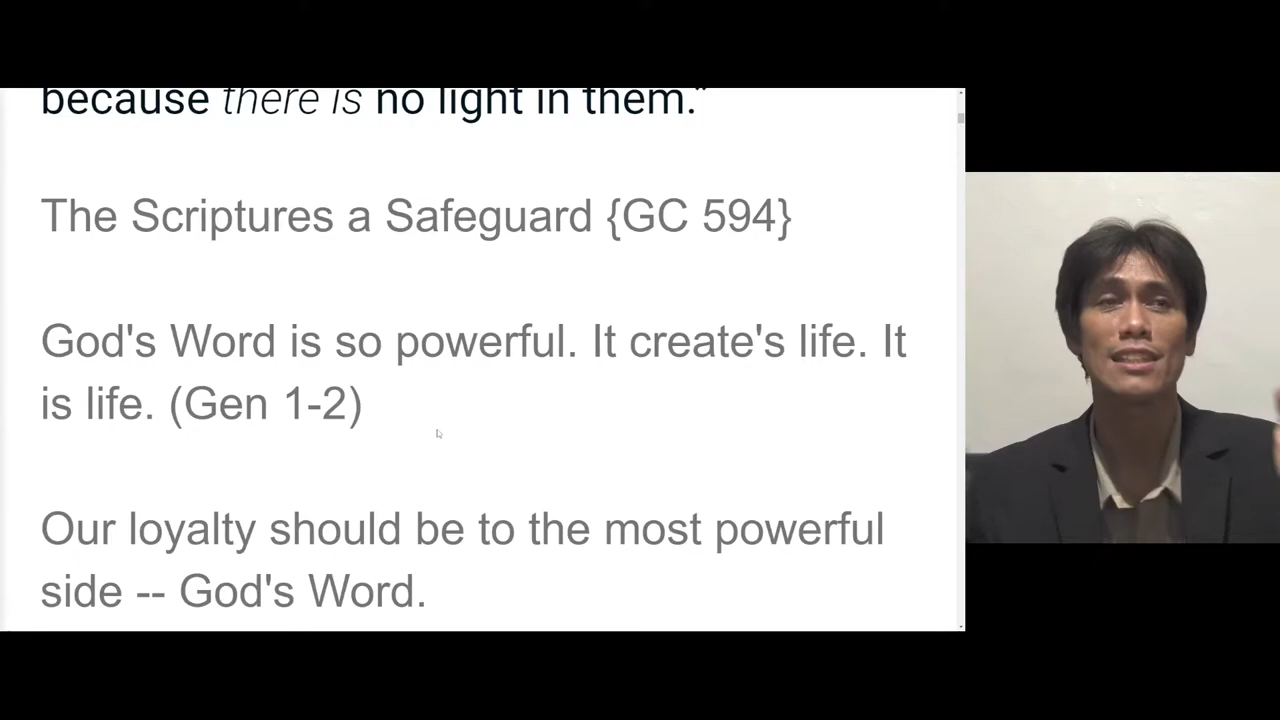 because there is no light in them."
The Scriptures a Safeguard {GC 594}
God's Word is so powerful. It create's life. It
is life. (Gen 1-2)
Our loyalty should be to the most powerful
side -- God's Word.